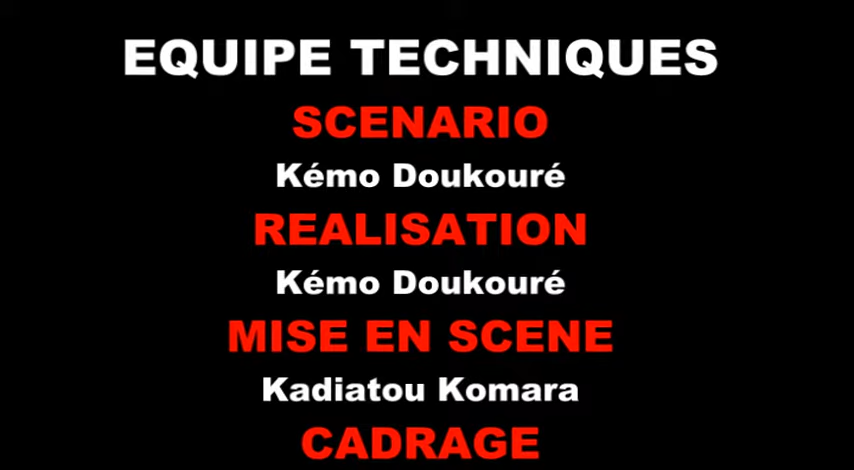 EQUIPE TECHNIQUES
SCENARIO
Kémo Doukouré
REALISATION
Kémo Doukouré
MISE EN SCENE
Kadiatou Komara
CADRAGE